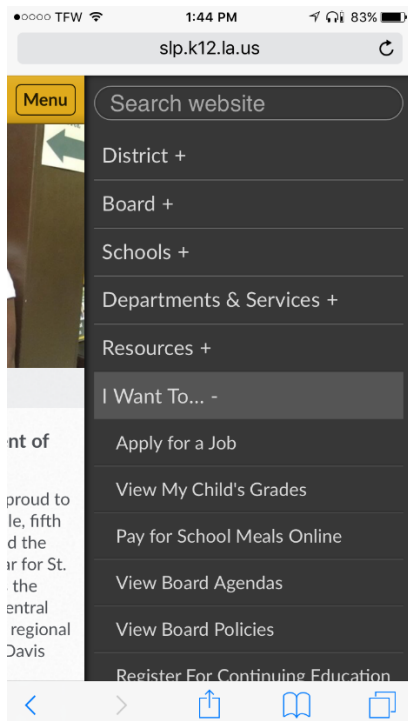 TFW
1:44 PM
83%
slp.k12.la.us
Menu
Search website
District +
Board +
Schools +
Departments & Services +
Resources +
I Want To... -
Apply for a Job
View My Child's Grades
Pay for School Meals Online
View Board Agendas
View Board Policies
Register For Continuing Education
nt of
proud to
le, fifth
d the
ar for St.
the
entral
regional
Davis